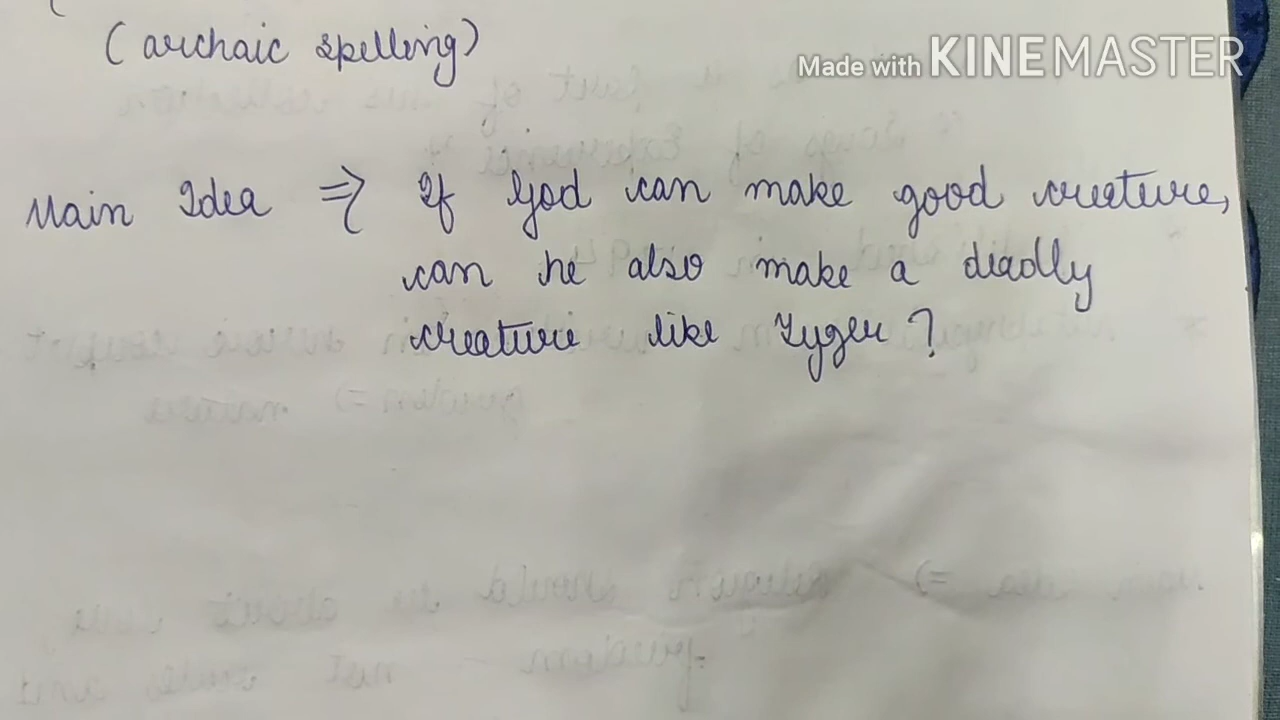 (archaic spelling)
Made with KINEMASTER
Main Idea ⇒ If God can make good creature,
can he also make a deadly
creature like Tyger?